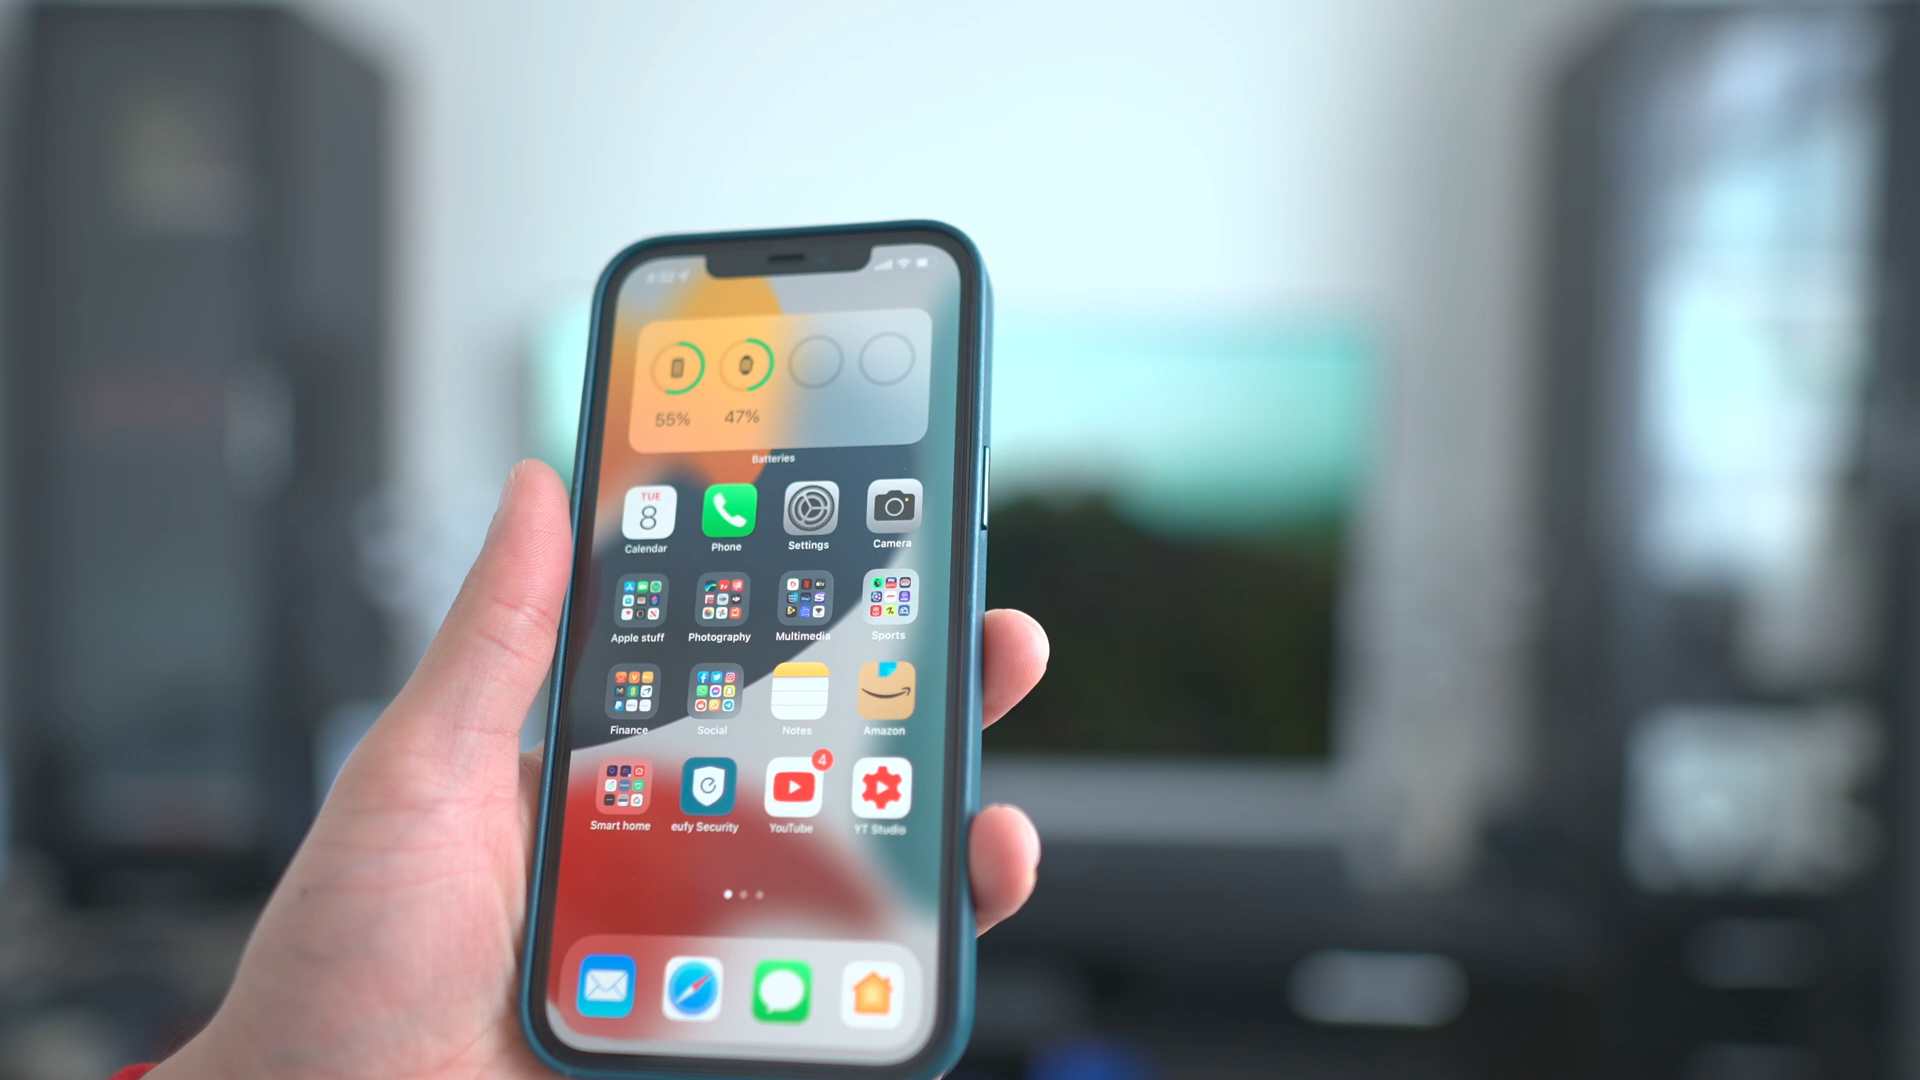 55% 47%
Batteries
TUE
8
Calendar Phone Settings Camera
Apple stuff Photography Multimedia Sports
Finance Social Notes Amazon
4
Smart home eufy Security YouTube YT Studio